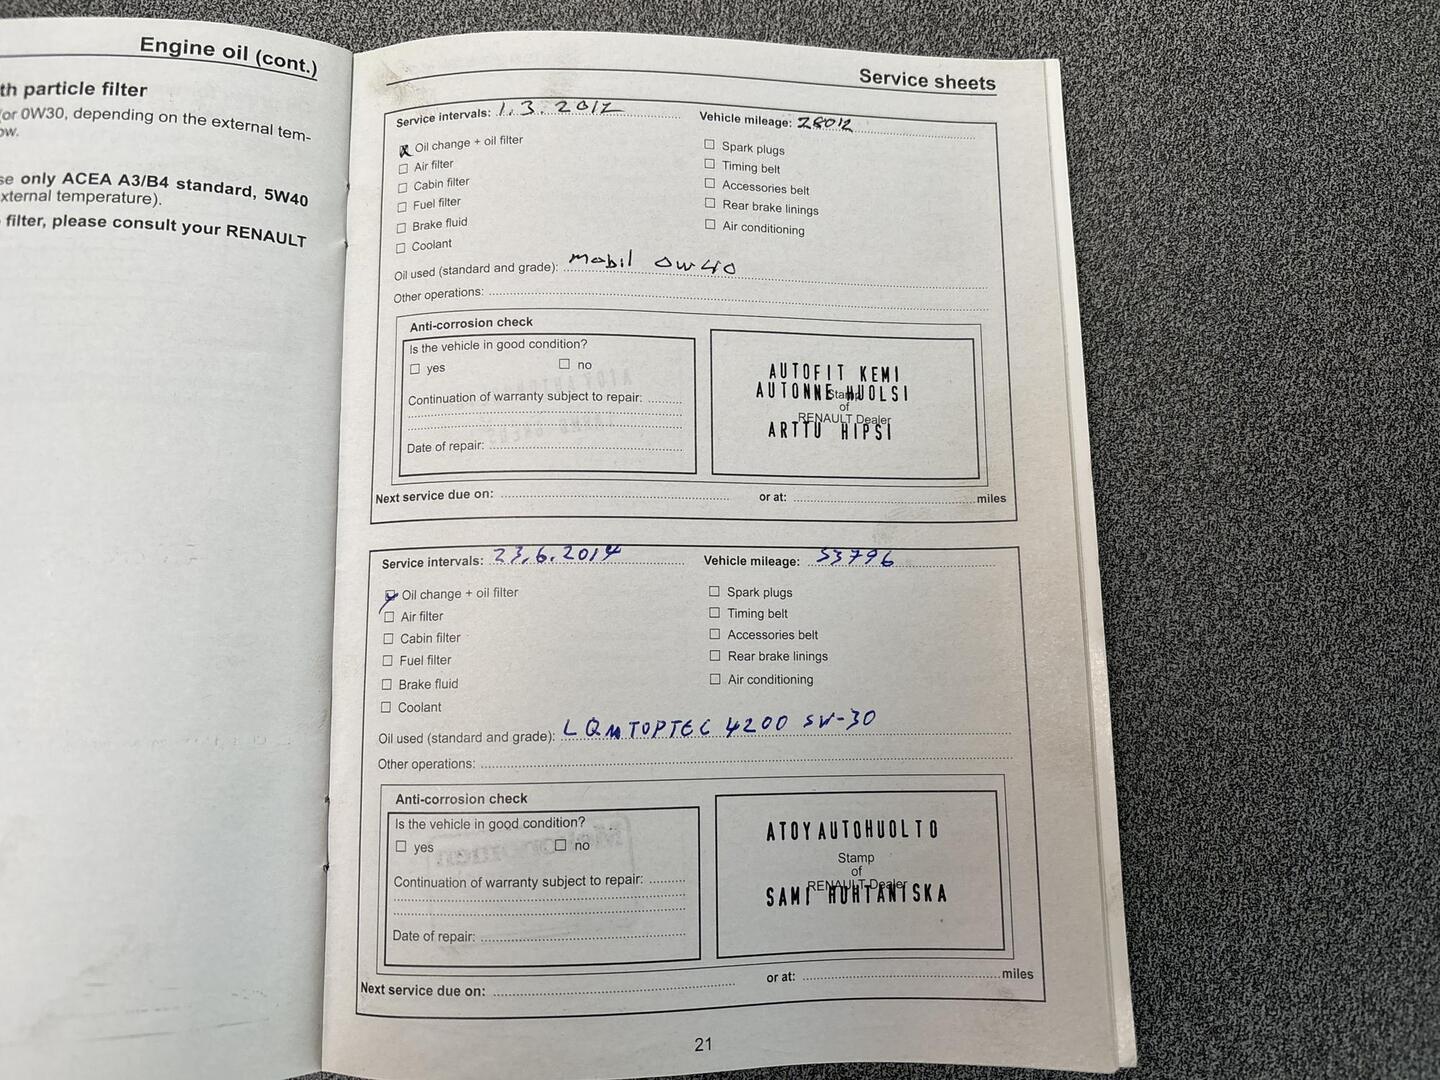 Engine oil (cont.)
th particle filter
or 0W30, depending on the external tem-
ow.
se only ACEA A3/B4 standard, 5W40
xternal temperature).
filter, please consult your RENAULT
Service sheets
Service intervals: 1.3.2012 Vehicle mileage: 28012
Oil change + oil filter Spark plugs
Air filter Timing belt
Cabin filter Accessories belt
Fuel filter Rear brake linings
Brake fluid Air conditioning
Coolant
Oil used (standard and grade): Mobil 0W40
Other operations:
Anti-corrosion check
Is the vehicle in good condition?
yes no
Continuation of warranty subject to repair:
Date of repair:
AUTOFIT KEMI
AUTONNE HUOLSI
Stamp
of
RENAULT Dealer
ARTTU HIPSI
Next service due on: or at: miles
Service intervals: 23.6.2014 Vehicle mileage: 53796
Oil change + oil filter Spark plugs
Air filter Timing belt
Cabin filter Accessories belt
Fuel filter Rear brake linings
Brake fluid Air conditioning
Coolant
Oil used (standard and grade): LQM TOPTEC 4200 5W-30
Other operations:
Anti-corrosion check
Is the vehicle in good condition?
yes no
Continuation of warranty subject to repair:
Date of repair:
ATOY AUTOHUOLTO
Stamp
of
RENAULT Dealer
SAMI HUHTANISKA
Next service due on: or at: miles
21